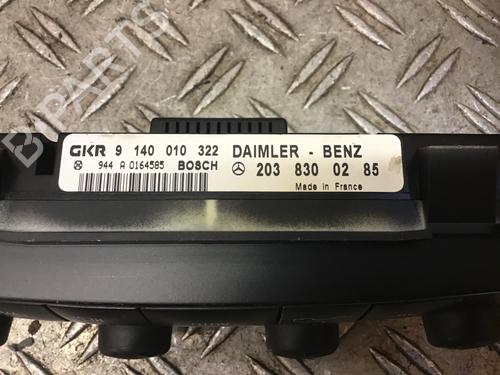 BPARTS
GKR 9 140 010 322 DAIMLER - BENZ
944 A 0164585 BOSCH 203 830 02 85
Made in France